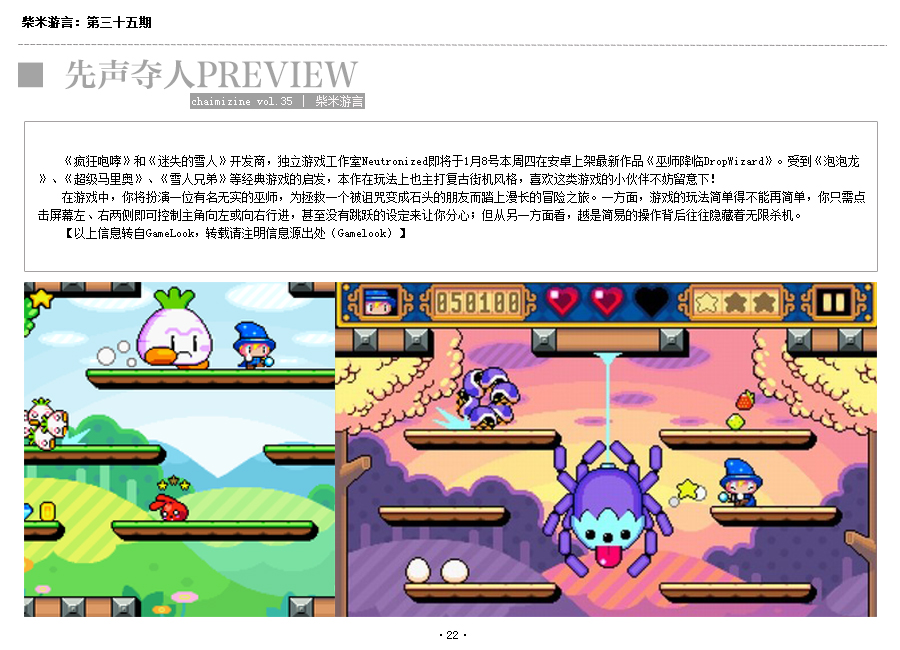 柴米游言：第三十五期
先声夺人PREVIEW
chaimizine vol.35 | 柴米游言
《疯狂咆哮》和《迷失的雪人》开发商，独立游戏工作室Neutronized即将于1月8号本周四在安卓上架最新作品《巫师降临DropWizard》。受到《泡泡龙
》、《超级马里奥》、《雪人兄弟》等经典游戏的启发，本作在玩法上也主打复古街机风格，喜欢这类游戏的小伙伴不妨留意下！
在游戏中，你将扮演一位有名无买的巫师，为拯救一个被诅咒变成石头的朋友而踏上漫长的冒险之旅。一方面，游戏的玩法简单得不能再简单，你只需点
击屏幕左、右两侧即可控制主角向左或向右行进，甚至没有跳跃的设定来让你分心；但从另一方面看，越是简易的操作背后往往隐藏着无限杀机。
【以上信息转自GameLook，转载请注明信息源出处（Gamelook）】
050100
·22·